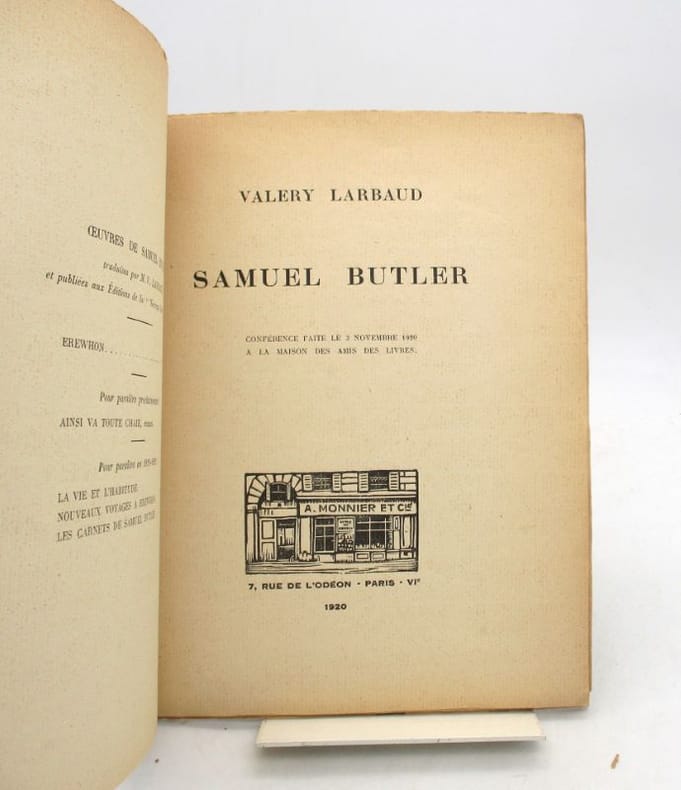 ŒUVRES DE SAMUEL
traduites par M. V.
et publiées aux Éditions de la "
EREWHON
Pour paraître
AINSI VA TOUTE CHAIR,
Pour paraître en
LA VIE ET L'HABITUDE
NOUVEAUX VOYAGES A EREWHON
LES CARNETS DE SAMUEL BUTLER
VALERY LARBAUD
SAMUEL BUTLER
CONFÉRENCE FAITE LE 3 NOVEMBRE 1920
A LA MAISON DES AMIS DES LIVRES.
A. MONNIER ET Cie
7, RUE DE L'ODÉON - PARIS - VIe
1920